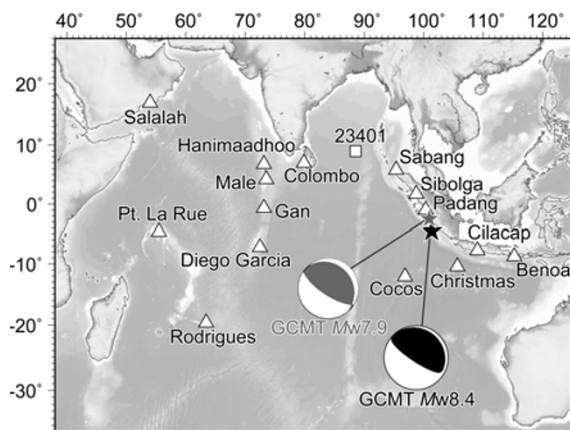 40° 50° 60° 70° 80° 90° 100° 110° 120°
20°
10°
0°
-10°
-20°
-30°
Salalah
Hanimaadhoo
23401
Male
Colombo
Sabang
Sibolga
Padang
Pt. La Rue
Gan
Cilacap
Diego Garcia
Cocos
Christmas
Benoa
Rodrigues
GCMT Mw7.9
GCMT Mw8.4